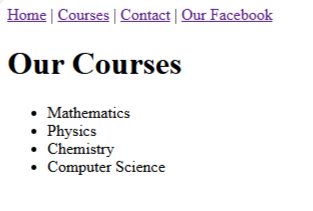 Home | Courses | Contact | Our Facebook
Our Courses
• Mathematics
• Physics
• Chemistry
• Computer Science